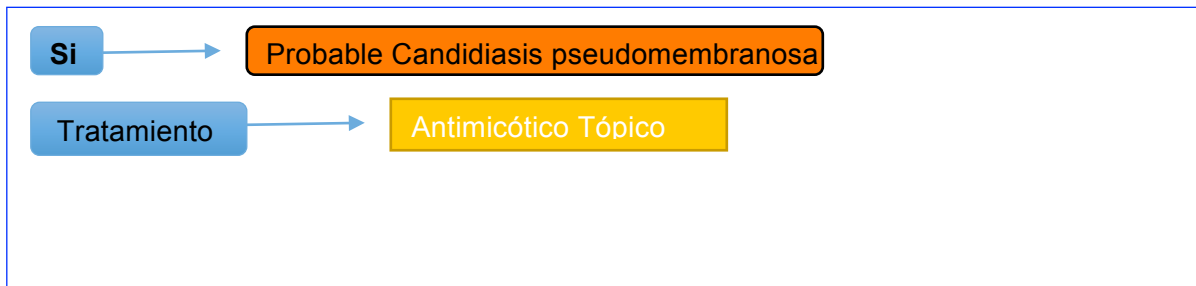 Si Probable Candidiasis pseudomembranosa
Tratamiento Antimicótico Tópico